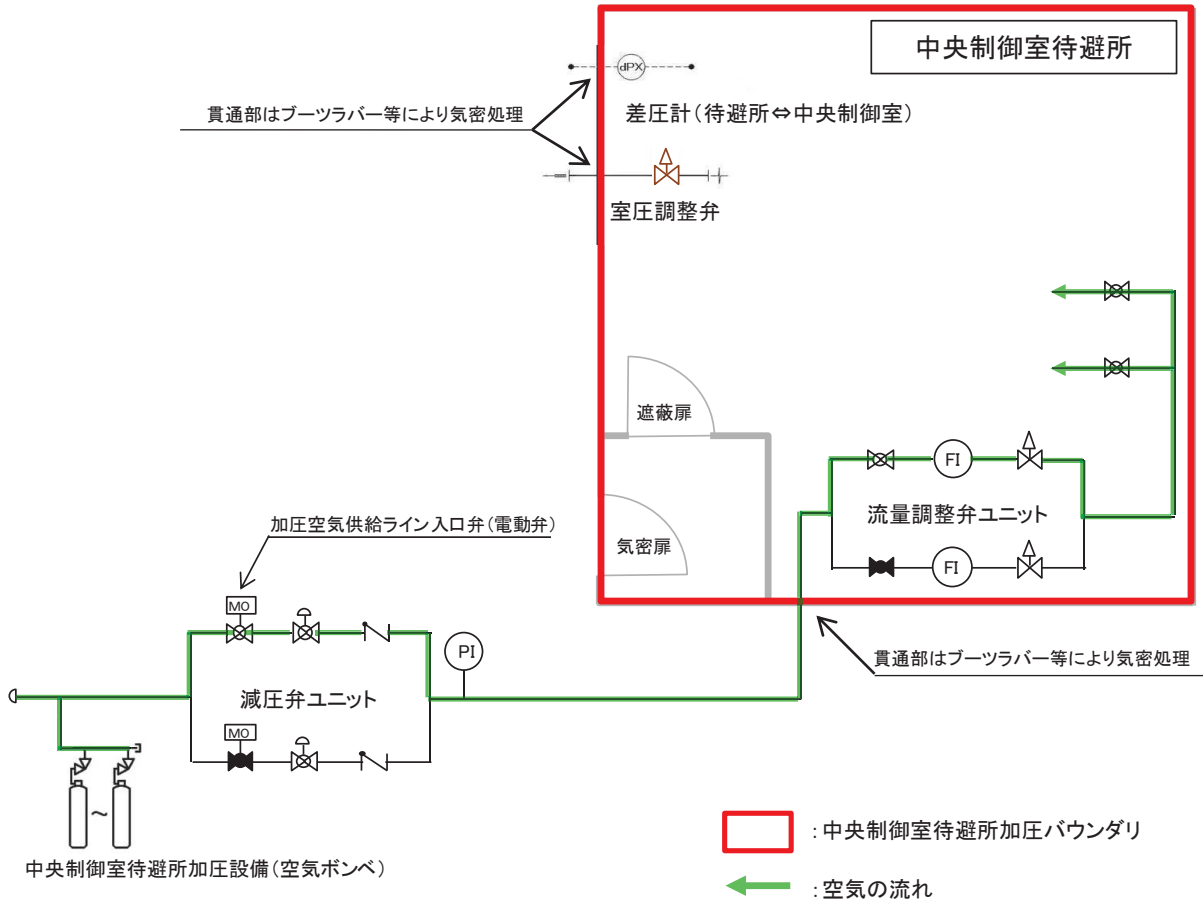 中央制御室待避所
dPX
貫通部はブーツラバー等により気密処理
差圧計(待避所⇔中央制御室)
室圧調整弁
遮蔽扉
FI
流量調整弁ユニット
加圧空気供給ライン入口弁(電動弁)
気密扉
FI
MO
PI
貫通部はブーツラバー等により気密処理
減圧弁ユニット
MO
～
:中央制御室待避所加圧バウンダリ
中央制御室待避所加圧設備(空気ボンベ)
:空気の流れ